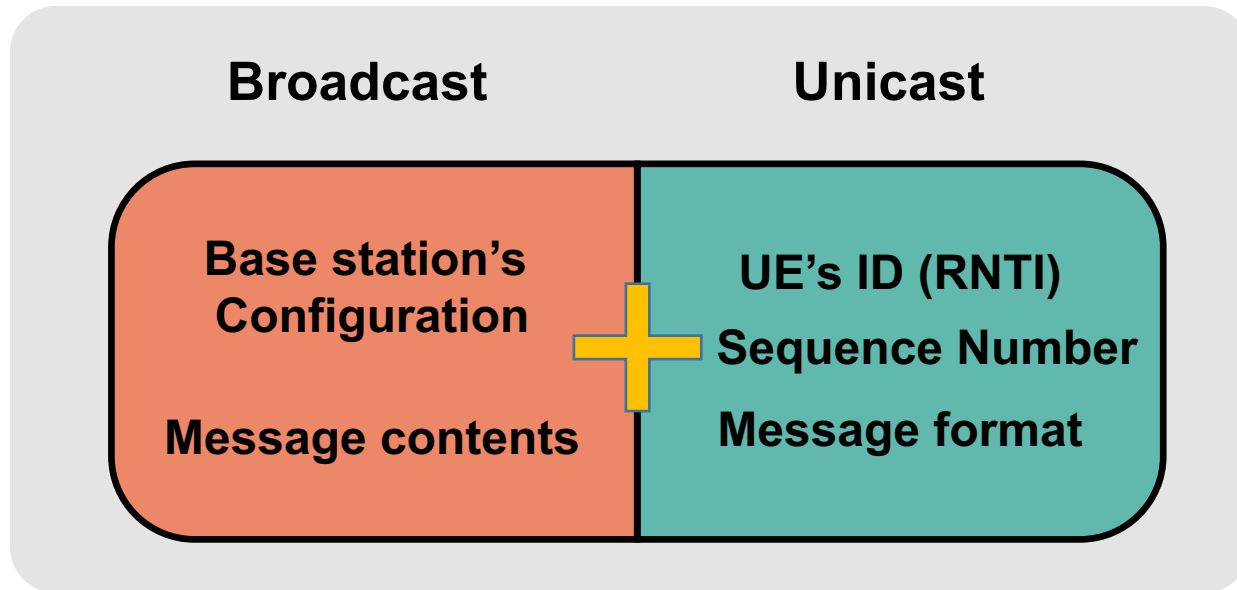 Broadcast
Unicast
Base station’s
Configuration
Message contents
UE’s ID (RNTI)
Sequence Number
Message format